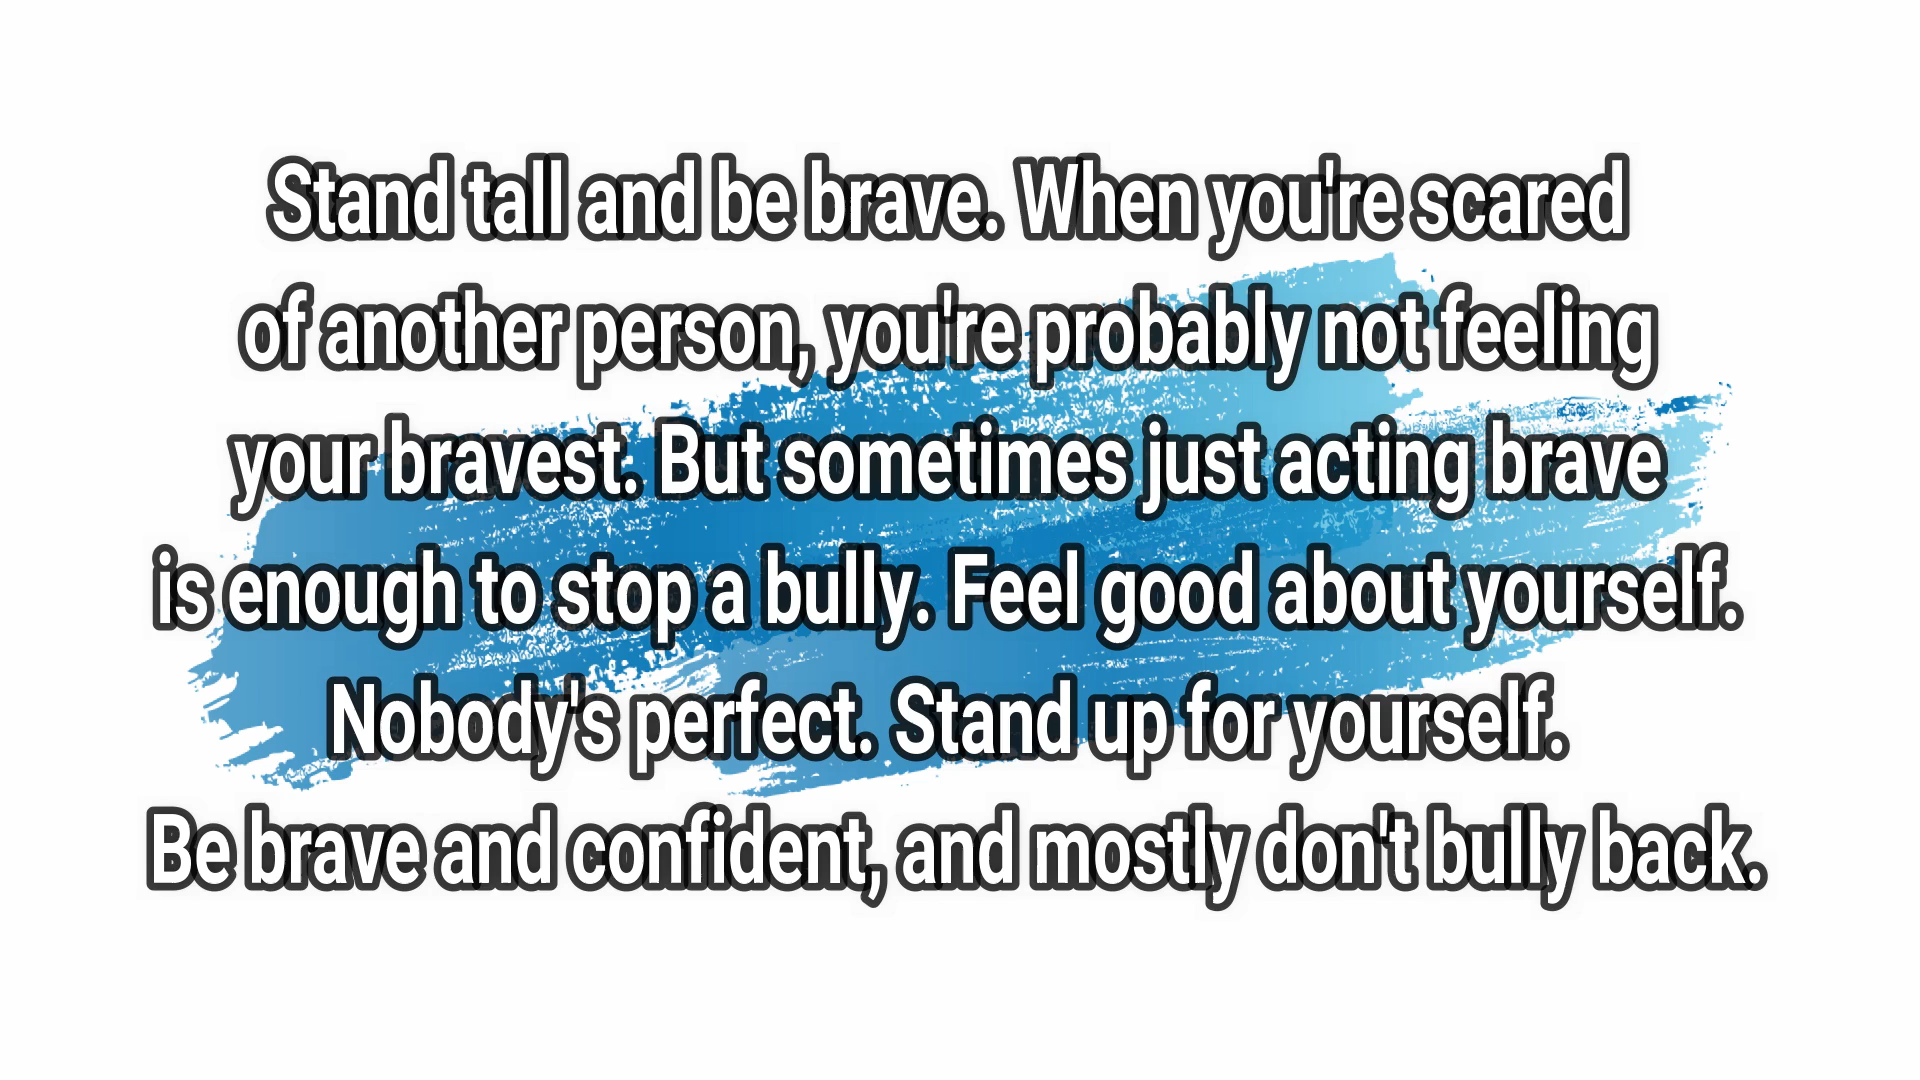 Stand tall and be brave. When you're scared
of another person, you're probably not feeling
your bravest. But sometimes just acting brave
is enough to stop a bully. Feel good about yourself.
Nobody's perfect. Stand up for yourself.
Be brave and confident, and mostly don't bully back.